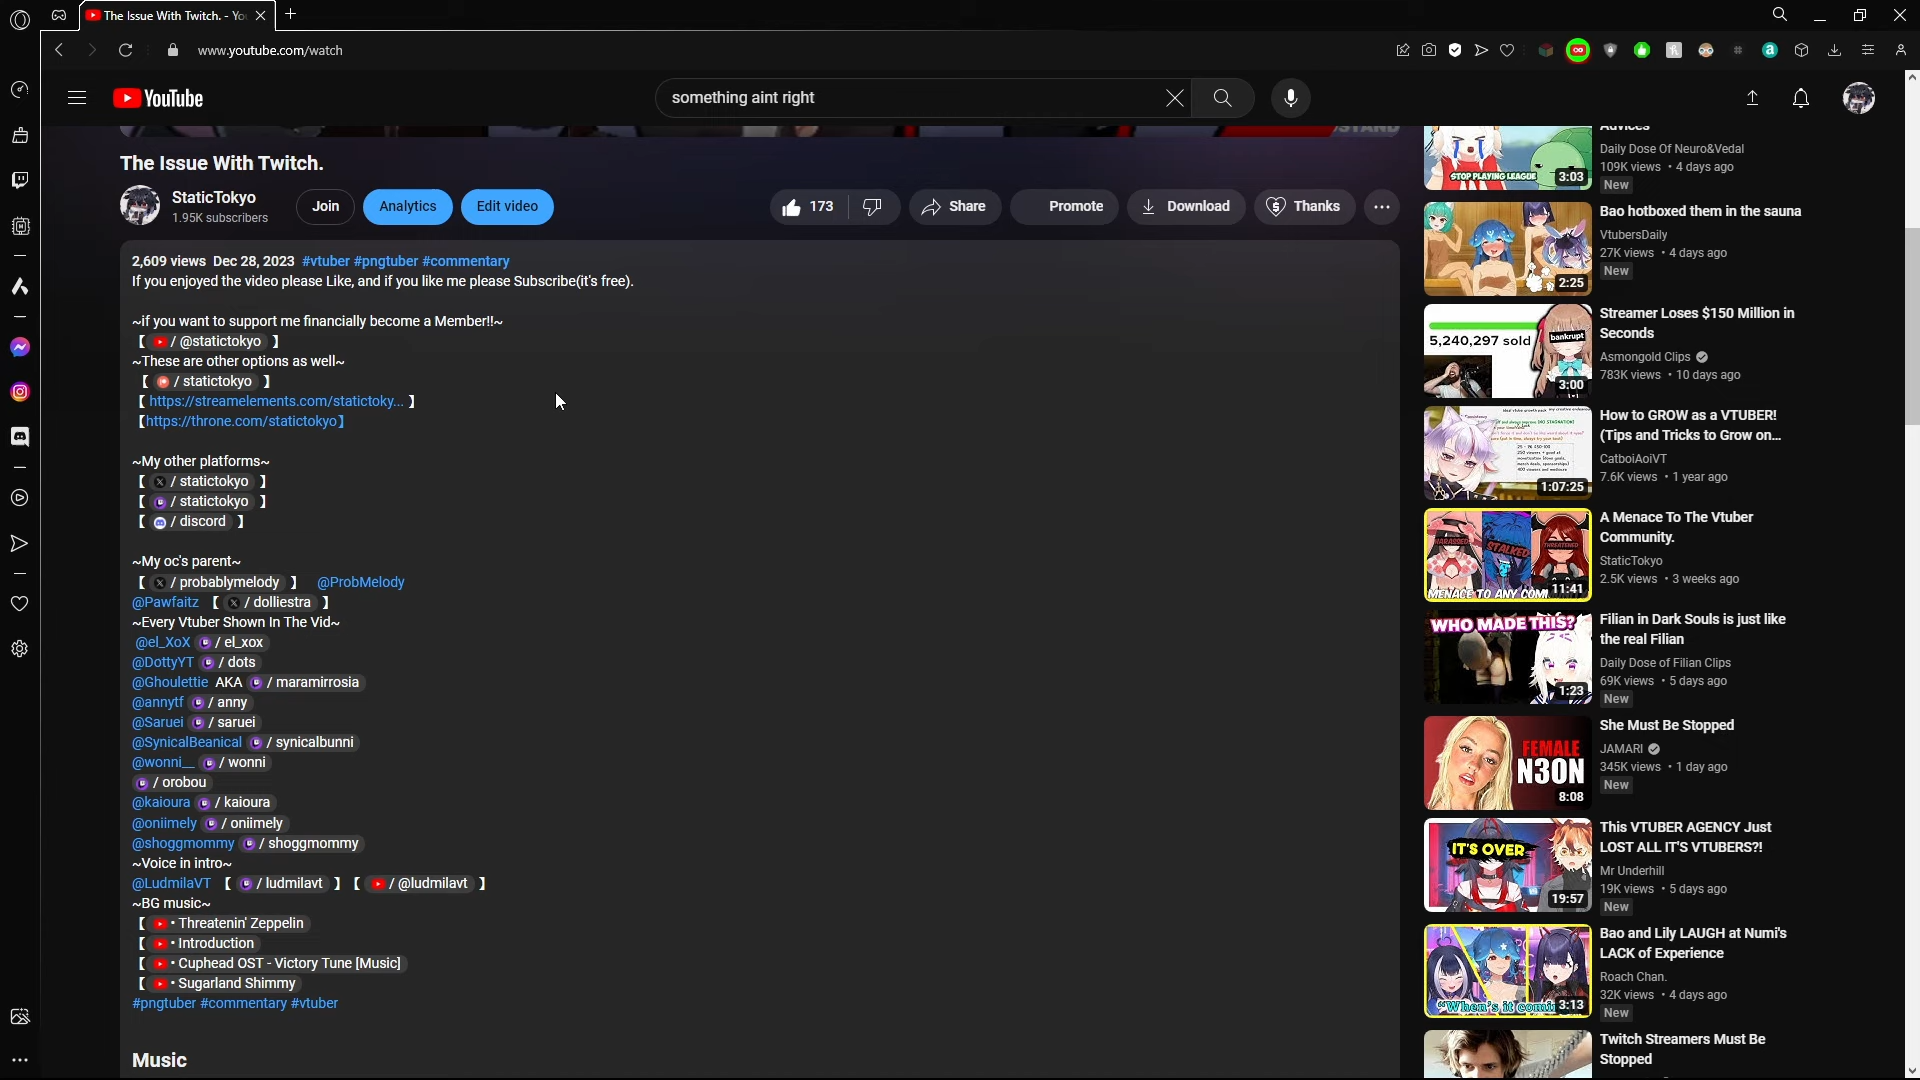 The Issue With Twitch. - Yo
www.youtube.com/watch
YouTube
something aint right
STAND
The Issue With Twitch.
StaticTokyo
1.95K subscribers
Join
Analytics
Edit video
173
Share
Promote
Download
Thanks
2,609 views Dec 28, 2023 #vtuber #pngtuber #commentary
If you enjoyed the video please Like, and if you like me please Subscribe(it's free).
~if you want to support me financially become a Member!!~
【 / @statictokyo 】
~These are other options as well~
【 / statictokyo 】
【 https://streamelements.com/statictoky... 】
【https://throne.com/statictokyo】
~My other platforms~
【 X / statictokyo 】
【 / statictokyo 】
【 / discord 】
~My oc's parent~
【 X / probablymelody 】 @ProbMelody
@Pawfaitz 【 X / dolliestra 】
~Every Vtuber Shown In The Vid~
@el_XoX / el_xox
@DottyYT / dots
@Ghoulettie AKA / maramirrosia
@annytf / anny
@Saruei / saruei
@SynicalBeanical / synicalbunni
@wonni__ / wonni
/ orobou
@kaioura / kaioura
@oniimely / oniimely
@shoggmommy / shoggmommy
~Voice in intro~
@LudmilaVT 【 / ludmilavt 】【 / @ludmilavt 】
~BG music~
【 • Threatenin' Zeppelin
【 • Introduction
【 • Cuphead OST - Victory Tune [Music]
【 • Sugarland Shimmy
#pngtuber #commentary #vtuber
Music
Advices
Daily Dose Of Neuro&Vedal
109K views • 4 days ago
New
STOP PLAYING LEAGUE
3:03
Bao hotboxed them in the sauna
VtubersDaily
27K views • 4 days ago
New
2:25
Streamer Loses $150 Million in
Seconds
Asmongold Clips
783K views • 10 days ago
5,240,297 sold
bankrupt
3:00
How to GROW as a VTUBER!
(Tips and Tricks to Grow on...
CatboiAoiVT
7.6K views • 1 year ago
1:07:25
A Menace To The Vtuber
Community.
StaticTokyo
2.5K views • 3 weeks ago
HARASSED
STALKED
THREATENED
11:41
Filian in Dark Souls is just like
the real Filian
Daily Dose of Filian Clips
69K views • 5 days ago
New
WHO MADE THIS?
1:23
She Must Be Stopped
JAMARI
345K views • 1 day ago
New
FEMALE
N3ON
8:08
This VTUBER AGENCY Just
LOST ALL IT'S VTUBERS?!
Mr Underhill
19K views • 5 days ago
New
IT'S OVER
19:57
Bao and Lily LAUGH at Numi's
LACK of Experience
Roach Chan.
32K views • 4 days ago
New
"When's it comin
3:13
Twitch Streamers Must Be
Stopped